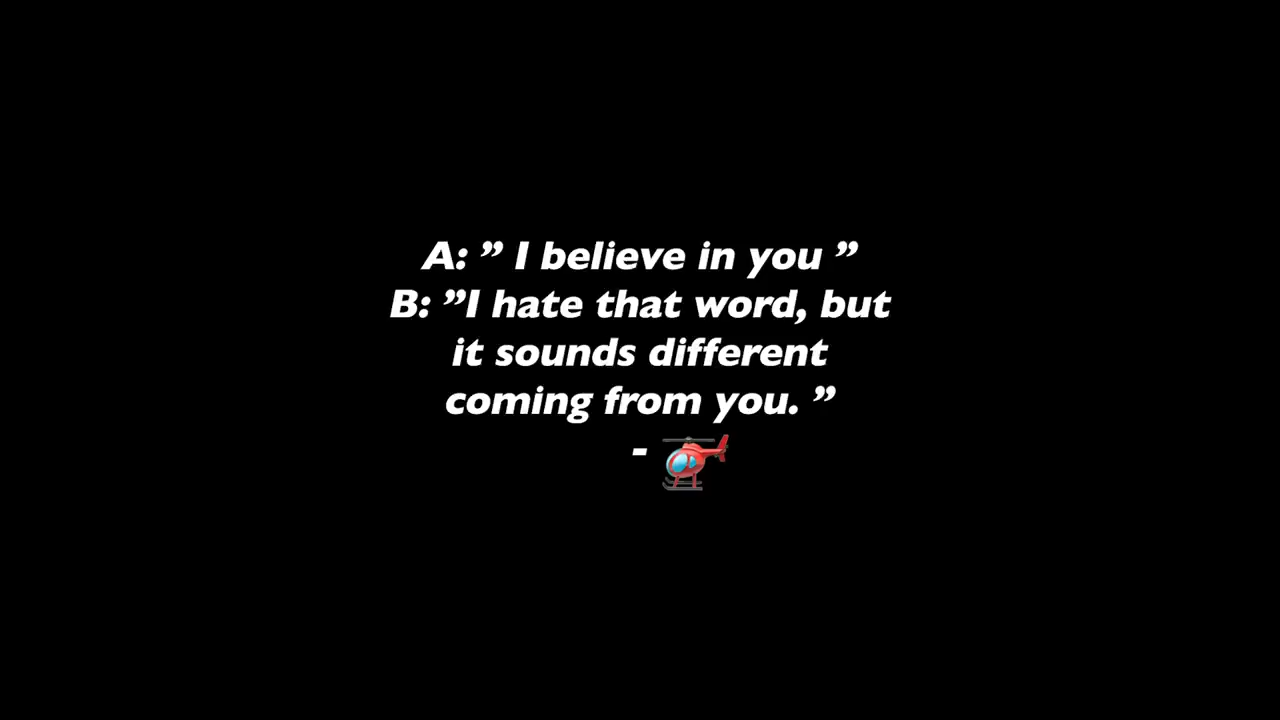 A: ” I believe in you ”
B: ”I hate that word, but
it sounds different
coming from you. ”
- 🚁